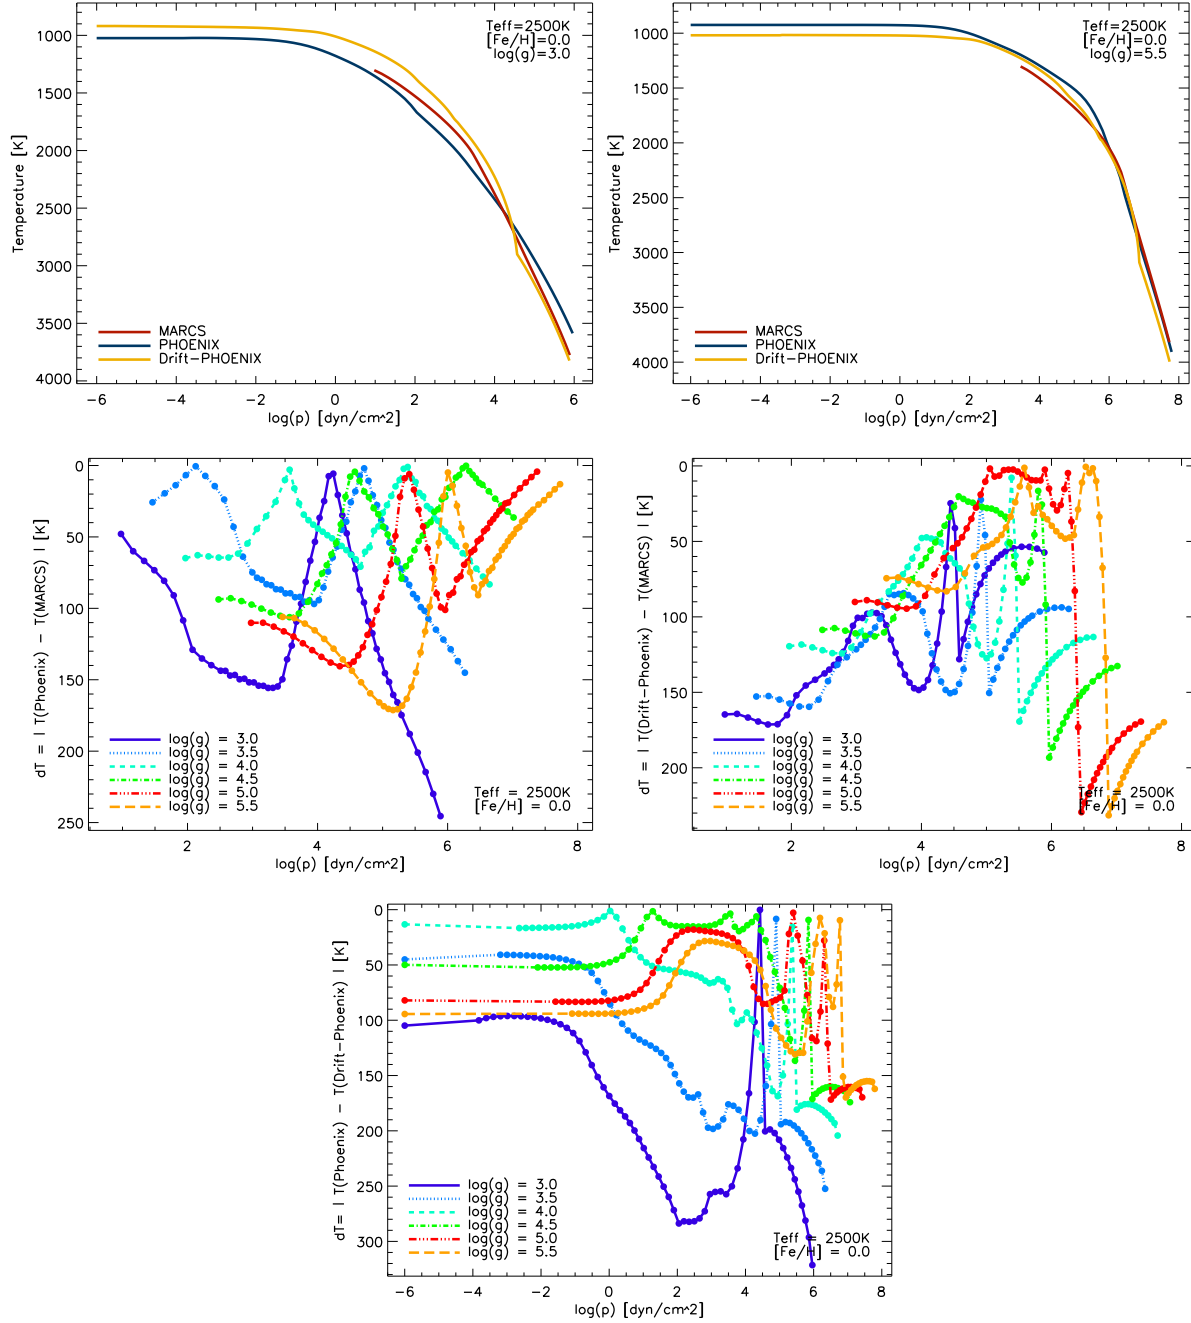 Teff=2500K
[Fe/H]=0.0
log(g)=3.0
1000
1500
2000
2500
3000
3500
4000
Temperature [K]
MARCS
PHOENIX
Drift-PHOENIX
-6 -4 -2 0 2 4 6
log(p) [dyn/cm^2]
Teff=2500K
[Fe/H]=0.0
log(g)=5.5
1000
2000
3000
4000
Temperature [K]
MARCS
PHOENIX
Drift-PHOENIX
-6 -4 -2 0 2 4 6 8
log(p) [dyn/cm^2]
0
50
100
150
200
250
dT = | T(Phoenix) - T(MARCS) | [K]
log(g) = 3.0
log(g) = 3.5
log(g) = 4.0
log(g) = 4.5
log(g) = 5.0
log(g) = 5.5
Teff = 2500K
[Fe/H] = 0.0
2 4 6 8
log(p) [dyn/cm^2]
0
50
100
150
200
dT = | T(Drift-Phoenix) - T(MARCS) | [K]
log(g) = 3.0
log(g) = 3.5
log(g) = 4.0
log(g) = 4.5
log(g) = 5.0
log(g) = 5.5
Teff = 2500K
[Fe/H] = 0.0
2 4 6 8
log(p) [dyn/cm^2]
0
50
100
150
200
250
300
dT= | T(Phoenix) - T(Drift-Phoenix) | [K]
log(g) = 3.0
log(g) = 3.5
log(g) = 4.0
log(g) = 4.5
log(g) = 5.0
log(g) = 5.5
Teff = 2500K
[Fe/H] = 0.0
-6 -4 -2 0 2 4 6 8
log(p) [dyn/cm^2]